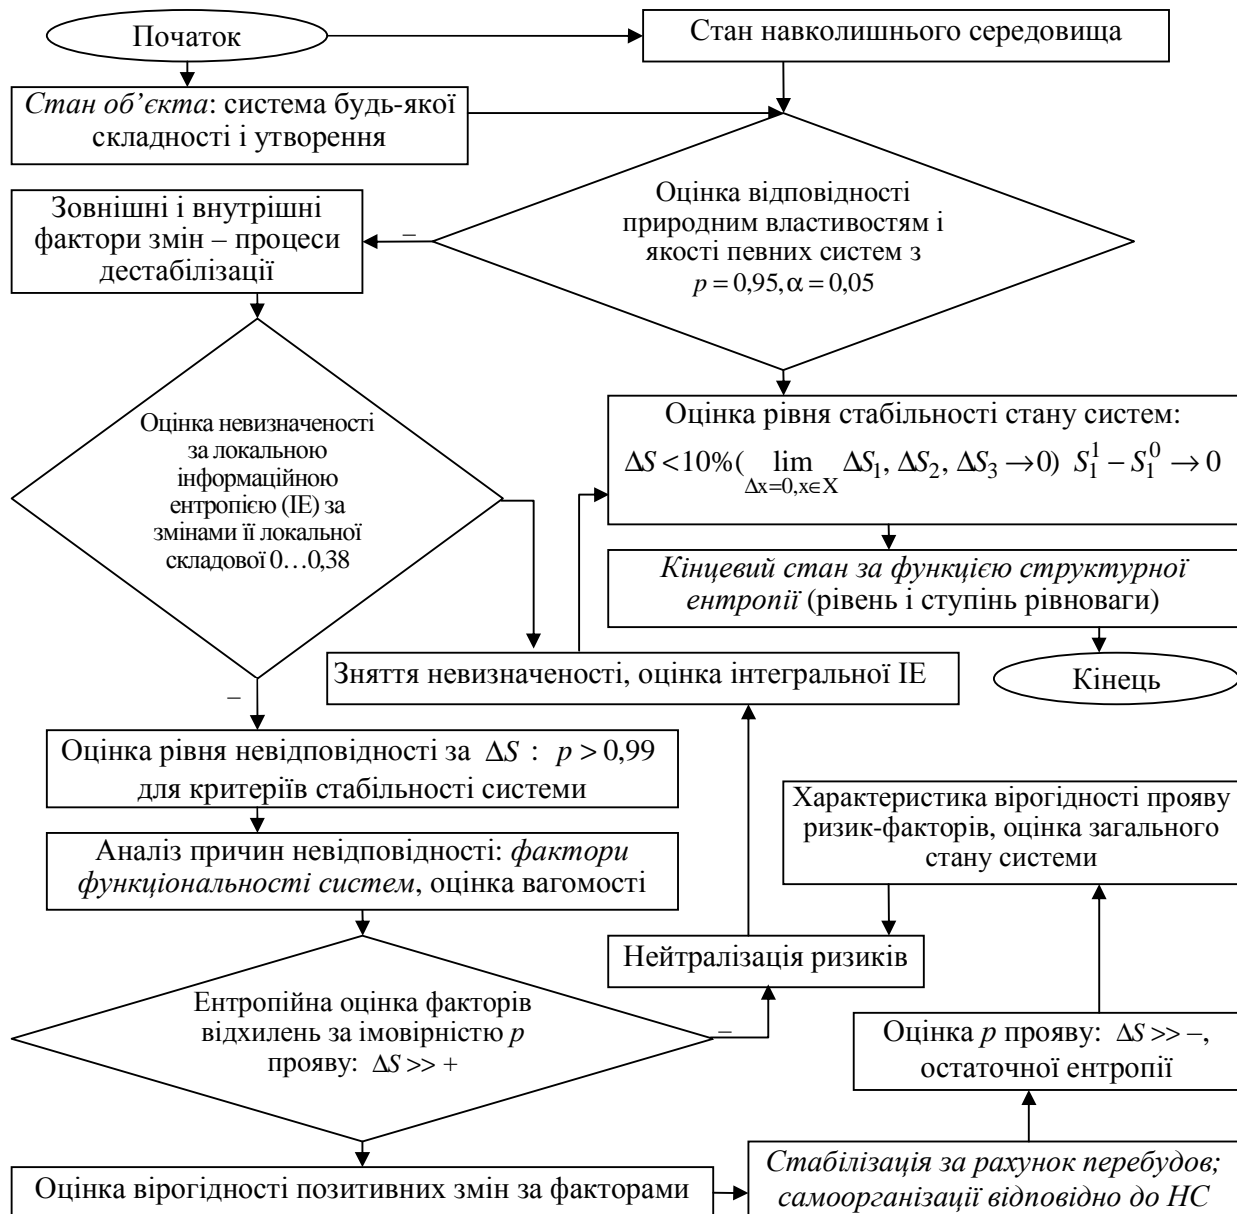 Початок
Стан навколишнього середовища
Стан об’єкта: система будь-якої
складності і утворення
Оцінка відповідності
природним властивостям і
якості певних систем з
p = 0,95, α = 0,05
–
Зовнішні і внутрішні
фактори змін – процеси
дестабілізації
Оцінка невизначеності
за локальною
інформаційною
ентропією (ІЕ) за
змінами її локальної
складової 0…0,38
–
Оцінка рівня стабільності стану систем:
ΔS <10%( lim ΔS₁, ΔS₂, ΔS₃ →0) S₁¹ – S₁⁰ → 0
Δx=0,x∈X
Кінцевий стан за функцією структурної
ентропії (рівень і ступінь рівноваги)
Зняття невизначеності, оцінка інтегральної ІЕ
Кінець
Оцінка рівня невідповідності за ΔS : p > 0,99
для критеріїв стабільності системи
Аналіз причин невідповідності: фактори
функціональності систем, оцінка вагомості
Характеристика вірогідності прояву
ризик-факторів, оцінка загального
стану системи
Нейтралізація ризиків
Ентропійна оцінка факторів
відхилень за імовірністю p
прояву: ΔS >> +
–
Оцінка p прояву: ΔS >> –,
остаточної ентропії
Оцінка вірогідності позитивних змін за факторами
Стабілізація за рахунок перебудов;
самоорганізації відповідно до НС